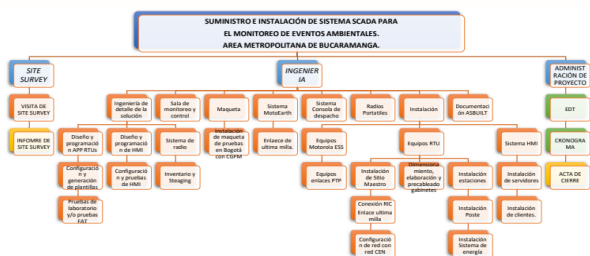 SUMINISTRO E INSTALACIÓN DE SISTEMA SCADA PARA
EL MONITOREO DE EVENTOS AMBIENTALES.
AREA METROPOLITANA DE BUCARAMANGA.
SITE
SURVEY
INGENIER
IA
ADMINIST
RACIÓN DE
PROYECTO
VISITA DE
SITE SURVEY
INFOMRE DE
SITE SURVEY
Ingeniería de
detalle de la
solución
Sala de
monitoreo y
control
Maqueta
Sistema
MotoEarth
Sistema
Consola de
despacho
Radios
Portatiles
Instalación
Documentaci
ón ASBUILT
EDT
CRONOGRA
MA
ACTA DE
CIERRE
Diseño y
programació
n APP RTUs
Diseño y
programació
n de HMI
Sistema de
radio
Instalación
de maqueta
de pruebas
en Bogotá
con CGFM
Enlaece de
ultima milla.
Equipos
Motorola ESS
Equipos RTU
Sistema HMI
Configuració
n y
generación
de plantillas
Configuració
n y pruebas
de HMI
Inventario y
Steaging
Equipos
enlaces PTP
Instalación
de Sitio
Maestro
Dimensiona
miento,
elaboración y
precableado
gabinetes
Instalación
estaciones
Instalación
de servidores
Pruebas de
laboratorio
y/o pruebas
FAT
Conexión RIC
Enlace ultima
milla
Instalación
Poste
Instalación
de clientes.
Configuració
n de red con
red CEN
Instalación
Sistema de
energía